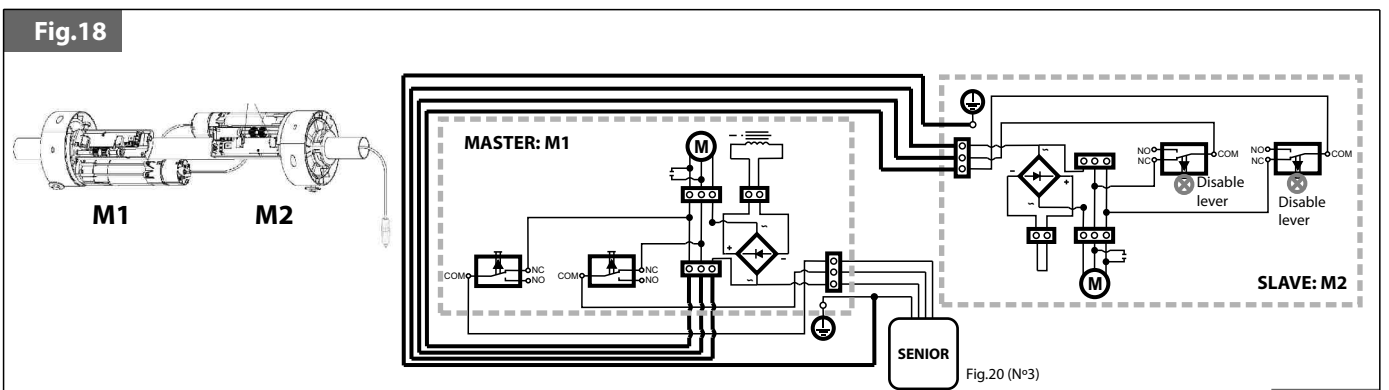 Fig.18
M1
M2
MASTER: M1
M
COM
NC
NO
COM
NC
NO
+
-
~
~
SENIOR
Fig.20 (Nº3)
NO
NC
COM
Disable
lever
NO
NC
COM
Disable
lever
-
+
~
~
M
SLAVE: M2